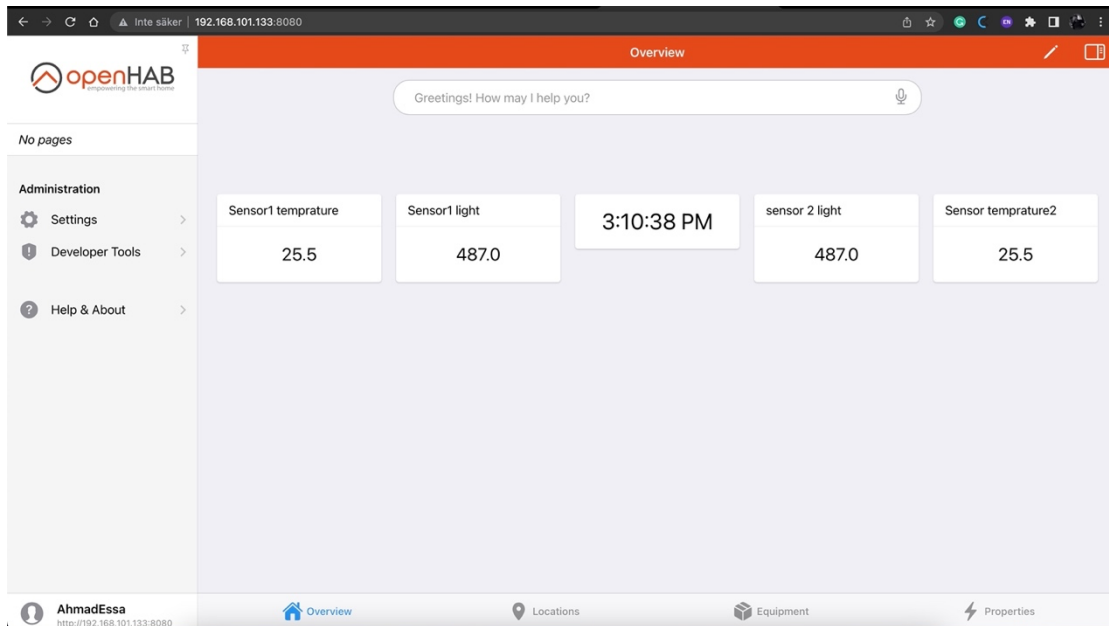 Inte säker
192.168.101.133:8080
openHAB
empowering the smart home
No pages
Administration
Settings
Developer Tools
Help & About
AhmadEssa
http://192.168.101.133:8080
Overview
Greetings! How may I help you?
Sensor1 temprature
25.5
Sensor1 light
487.0
3:10:38 PM
sensor 2 light
487.0
Sensor temprature2
25.5
Overview
Locations
Equipment
Properties